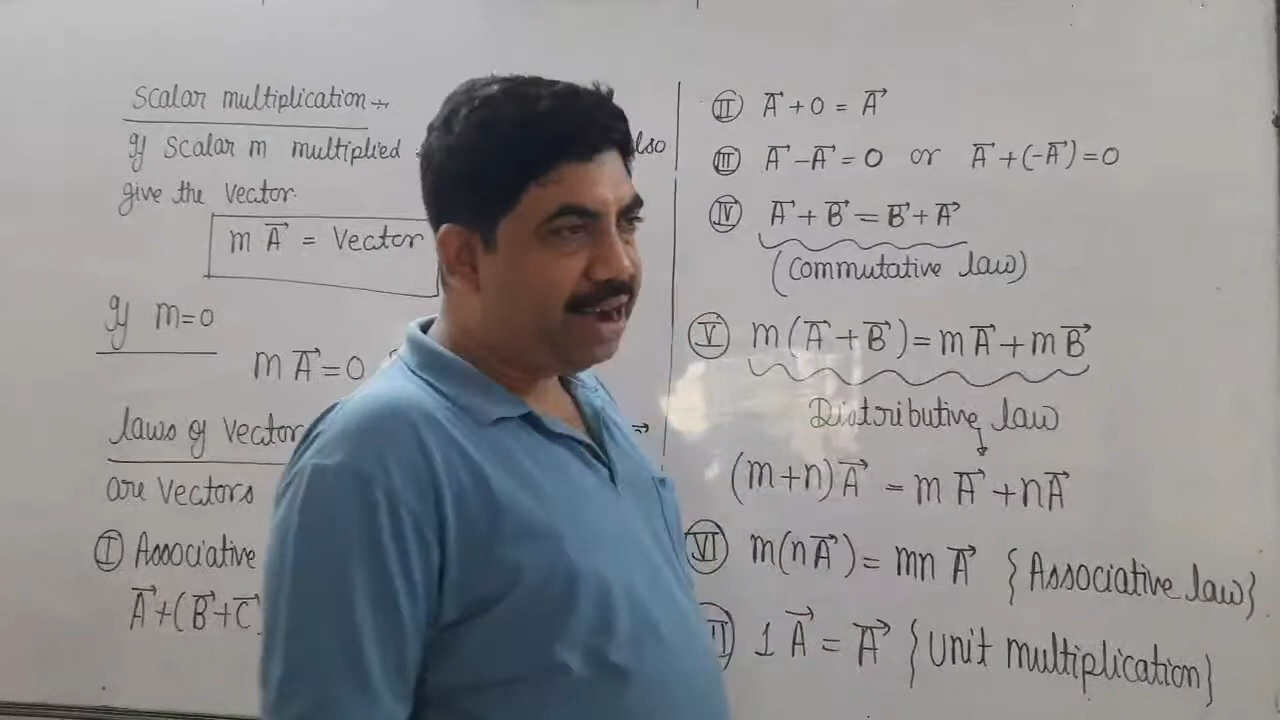 Scalar multiplication →
If Scalar m multiplied
give the Vector.
m A⃗ = Vector
If m=0
m A⃗ = 0
laws of Vector
are Vectors
Ⓘ Associative
A⃗+(B⃗+C⃗
Ⓘ︎Ⓘ A⃗ + 0 = A⃗
(III) A⃗ - A⃗ = 0 or A⃗ + (-A⃗) = 0
(IV) A⃗ + B⃗ = B⃗ + A⃗
(Commutative law)
(V) m(A⃗ + B⃗) = m A⃗ + m B⃗
Distributive law
(m+n) A⃗ = m A⃗ + n A⃗
(VI) m(n A⃗) = mn A⃗ {Associative law}
1 A⃗ = A⃗ {Unit multiplication}